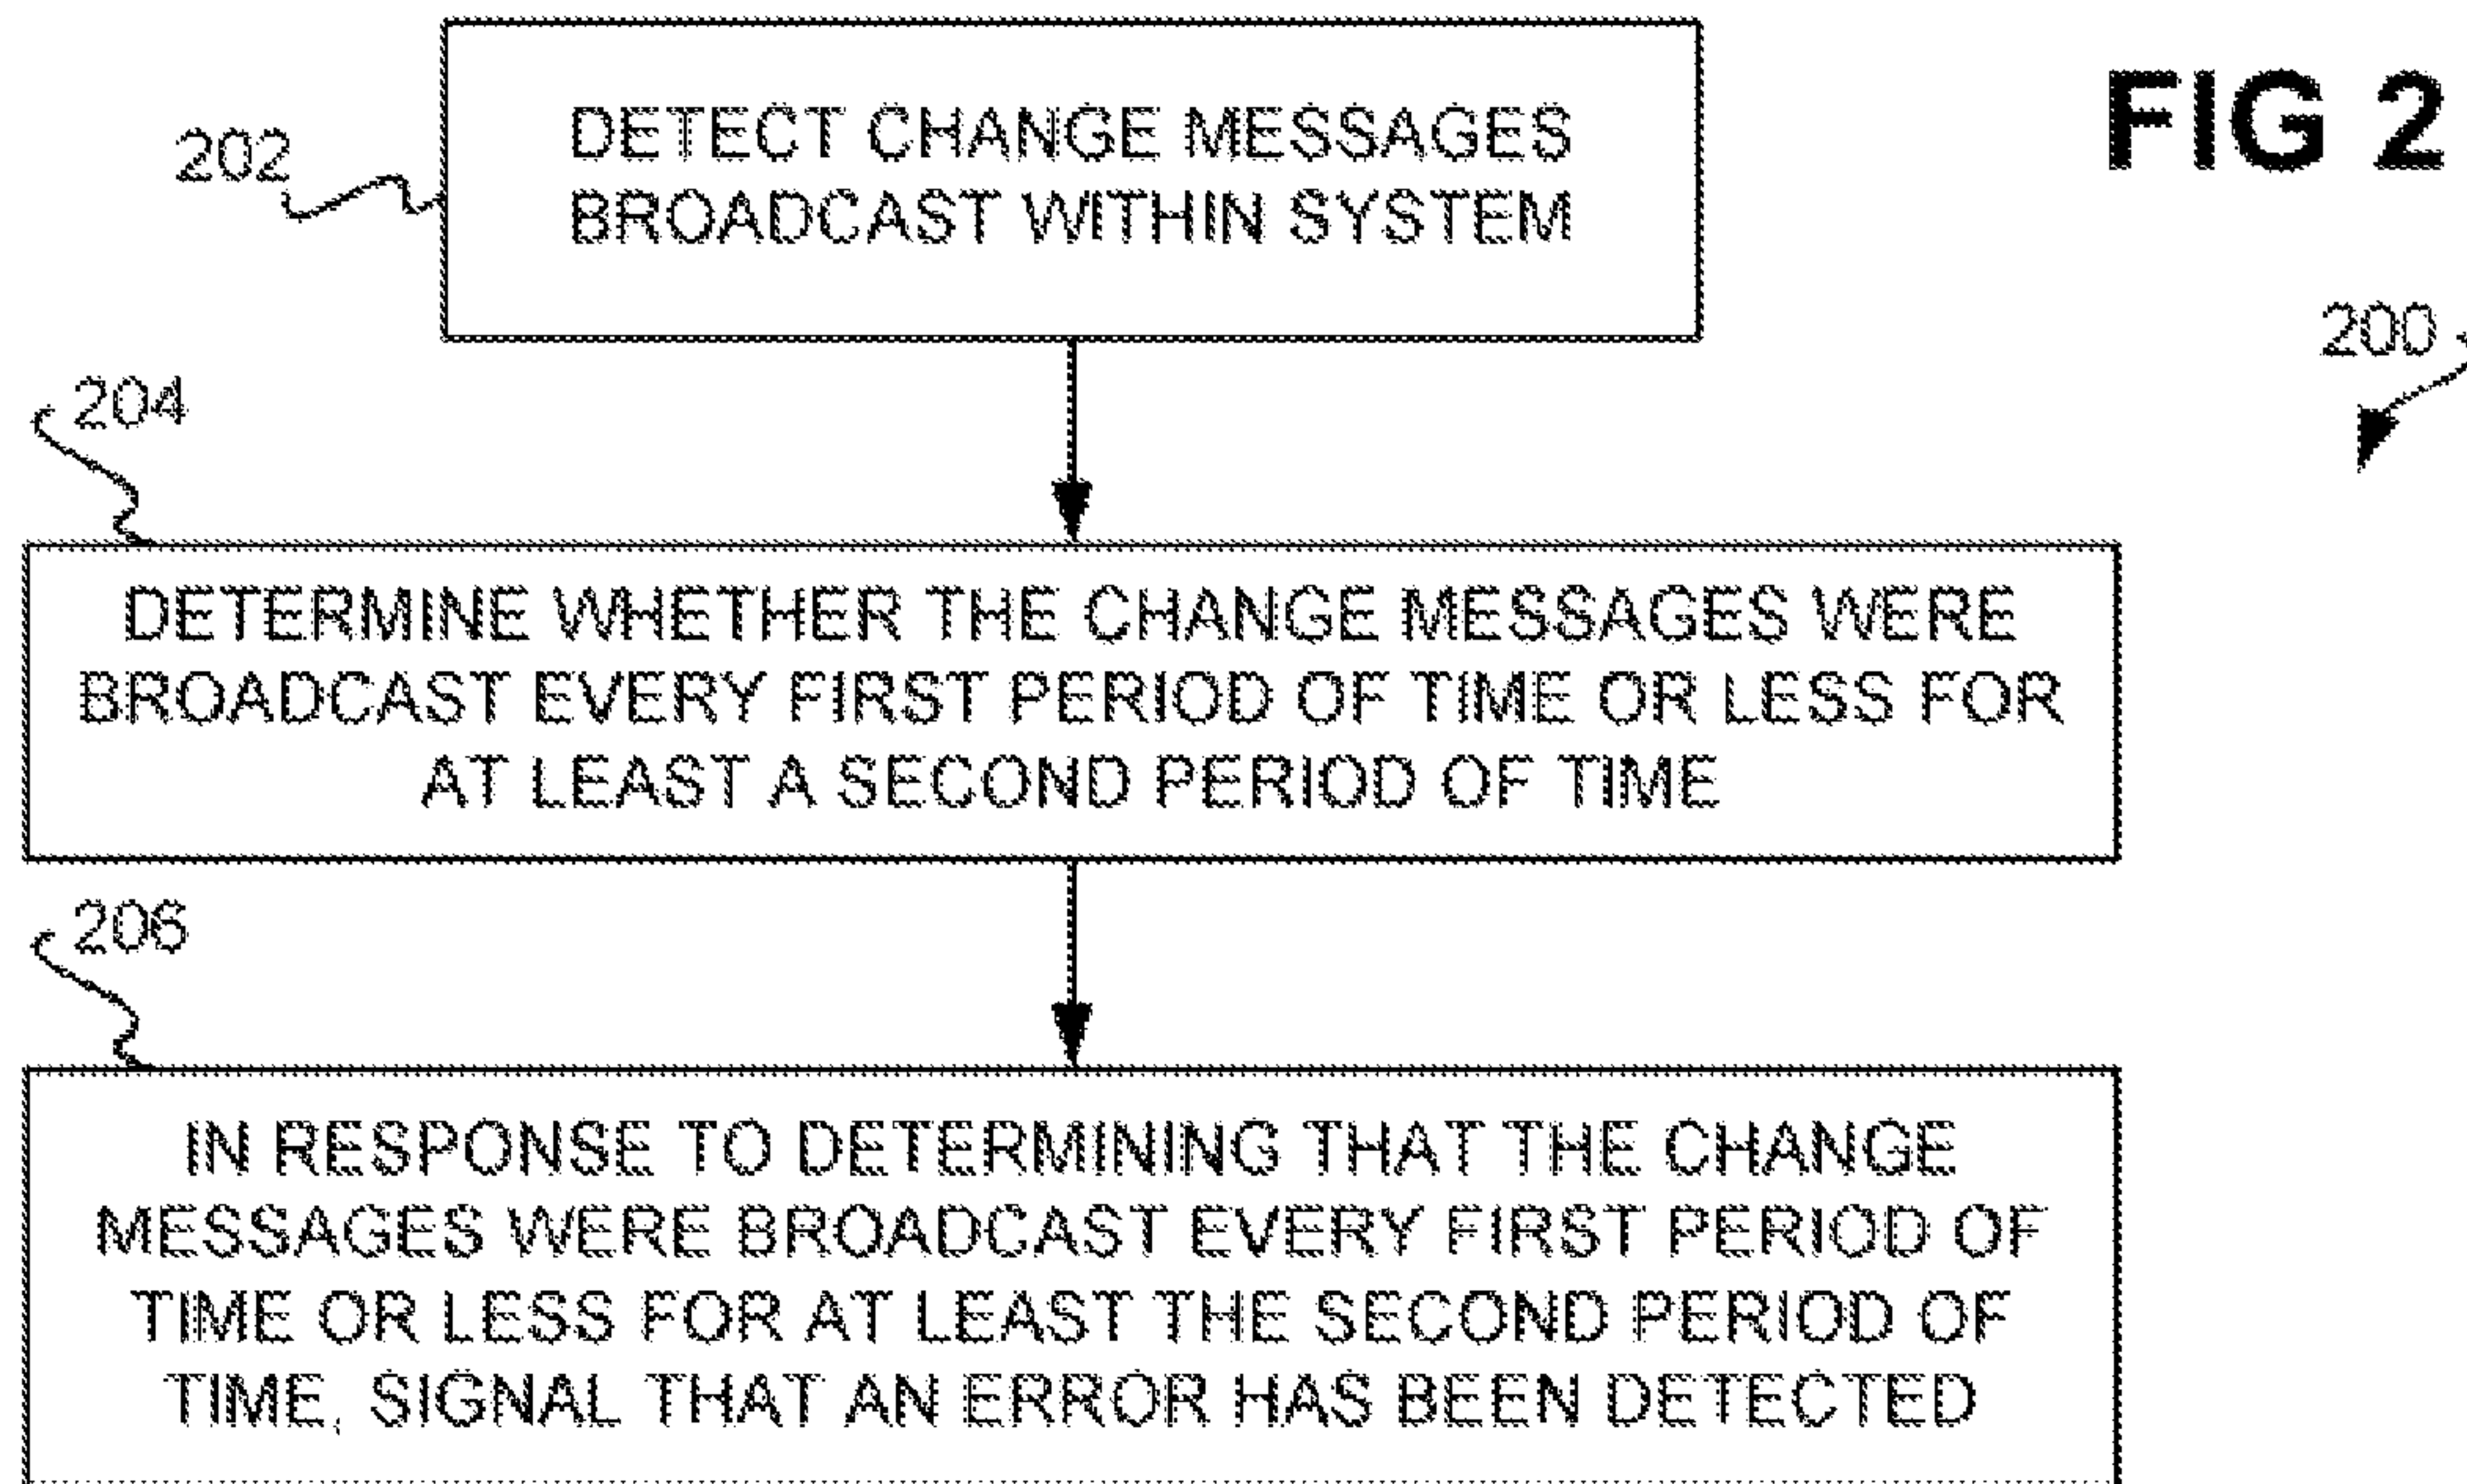 FIG 2
202
DETECT CHANGE MESSAGES
BROADCAST WITHIN SYSTEM
200
204
DETERMINE WHETHER THE CHANGE MESSAGES WERE
BROADCAST EVERY FIRST PERIOD OF TIME OR LESS FOR
AT LEAST A SECOND PERIOD OF TIME
206
IN RESPONSE TO DETERMINING THAT THE CHANGE
MESSAGES WERE BROADCAST EVERY FIRST PERIOD OF
TIME OR LESS FOR AT LEAST THE SECOND PERIOD OF
TIME, SIGNAL THAT AN ERROR HAS BEEN DETECTED